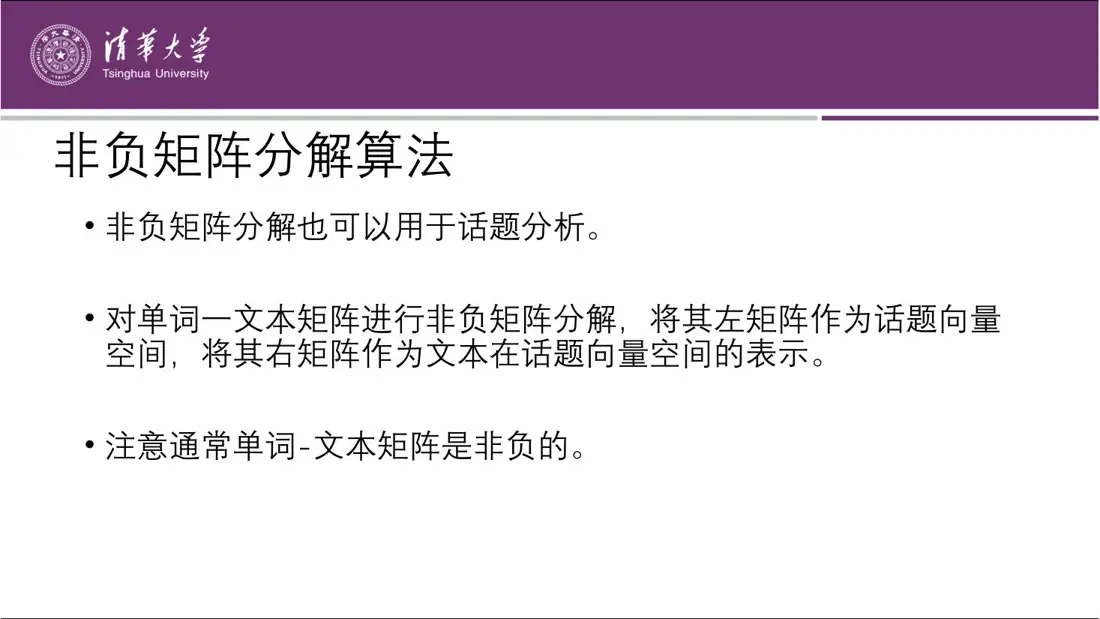 清华大学
Tsinghua University
非负矩阵分解算法
• 非负矩阵分解也可以用于话题分析。
• 对单词一文本矩阵进行非负矩阵分解，将其左矩阵作为话题向量
空间，将其右矩阵作为文本在话题向量空间的表示。
• 注意通常单词-文本矩阵是非负的。